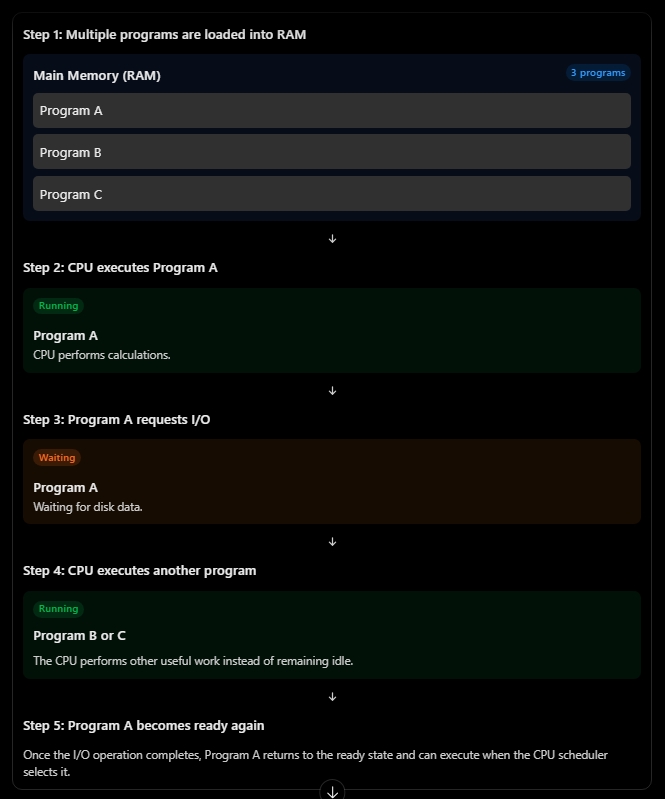 Step 1: Multiple programs are loaded into RAM
Main Memory (RAM)
3 programs
Program A
Program B
Program C
Step 2: CPU executes Program A
Running
Program A
CPU performs calculations.
Step 3: Program A requests I/O
Waiting
Program A
Waiting for disk data.
Step 4: CPU executes another program
Running
Program B or C
The CPU performs other useful work instead of remaining idle.
Step 5: Program A becomes ready again
Once the I/O operation completes, Program A returns to the ready state and can execute when the CPU scheduler
selects it.